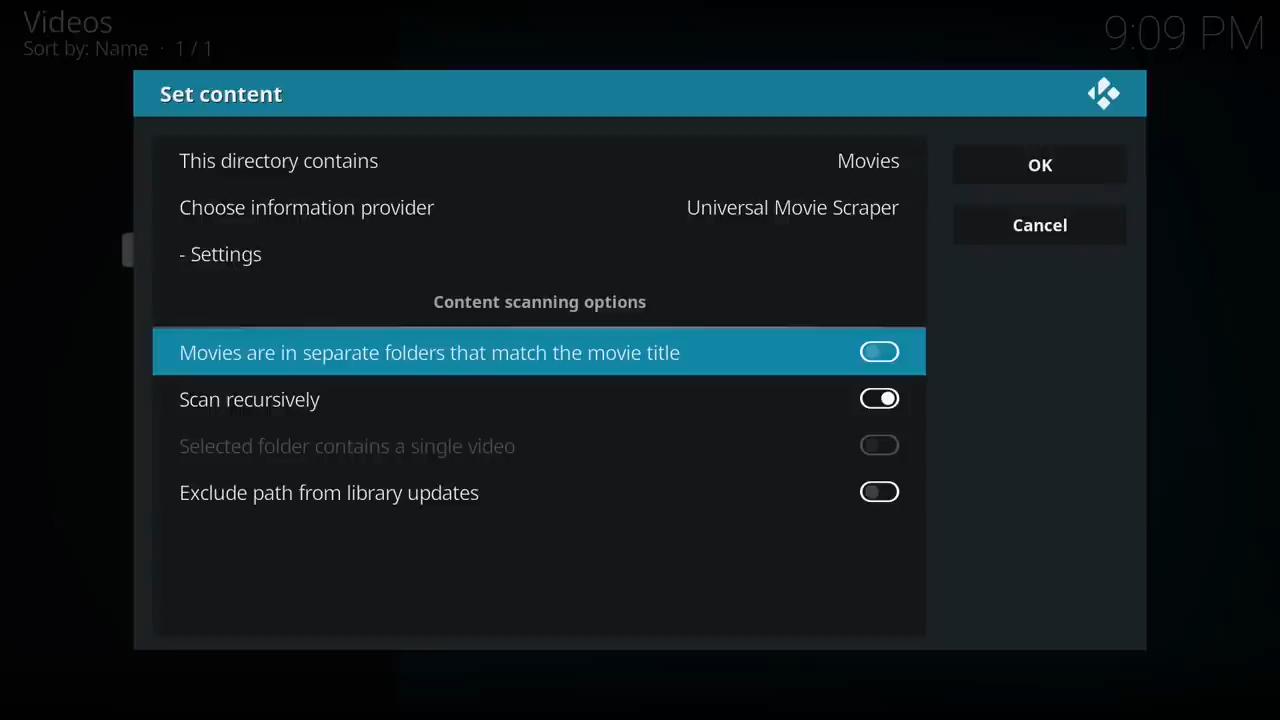 Videos
Sort by: Name · 1 / 1
9:09 PM
Set content
This directory contains
Movies
OK
Choose information provider
Universal Movie Scraper
Cancel
- Settings
Content scanning options
Movies are in separate folders that match the movie title
Scan recursively
Selected folder contains a single video
Exclude path from library updates